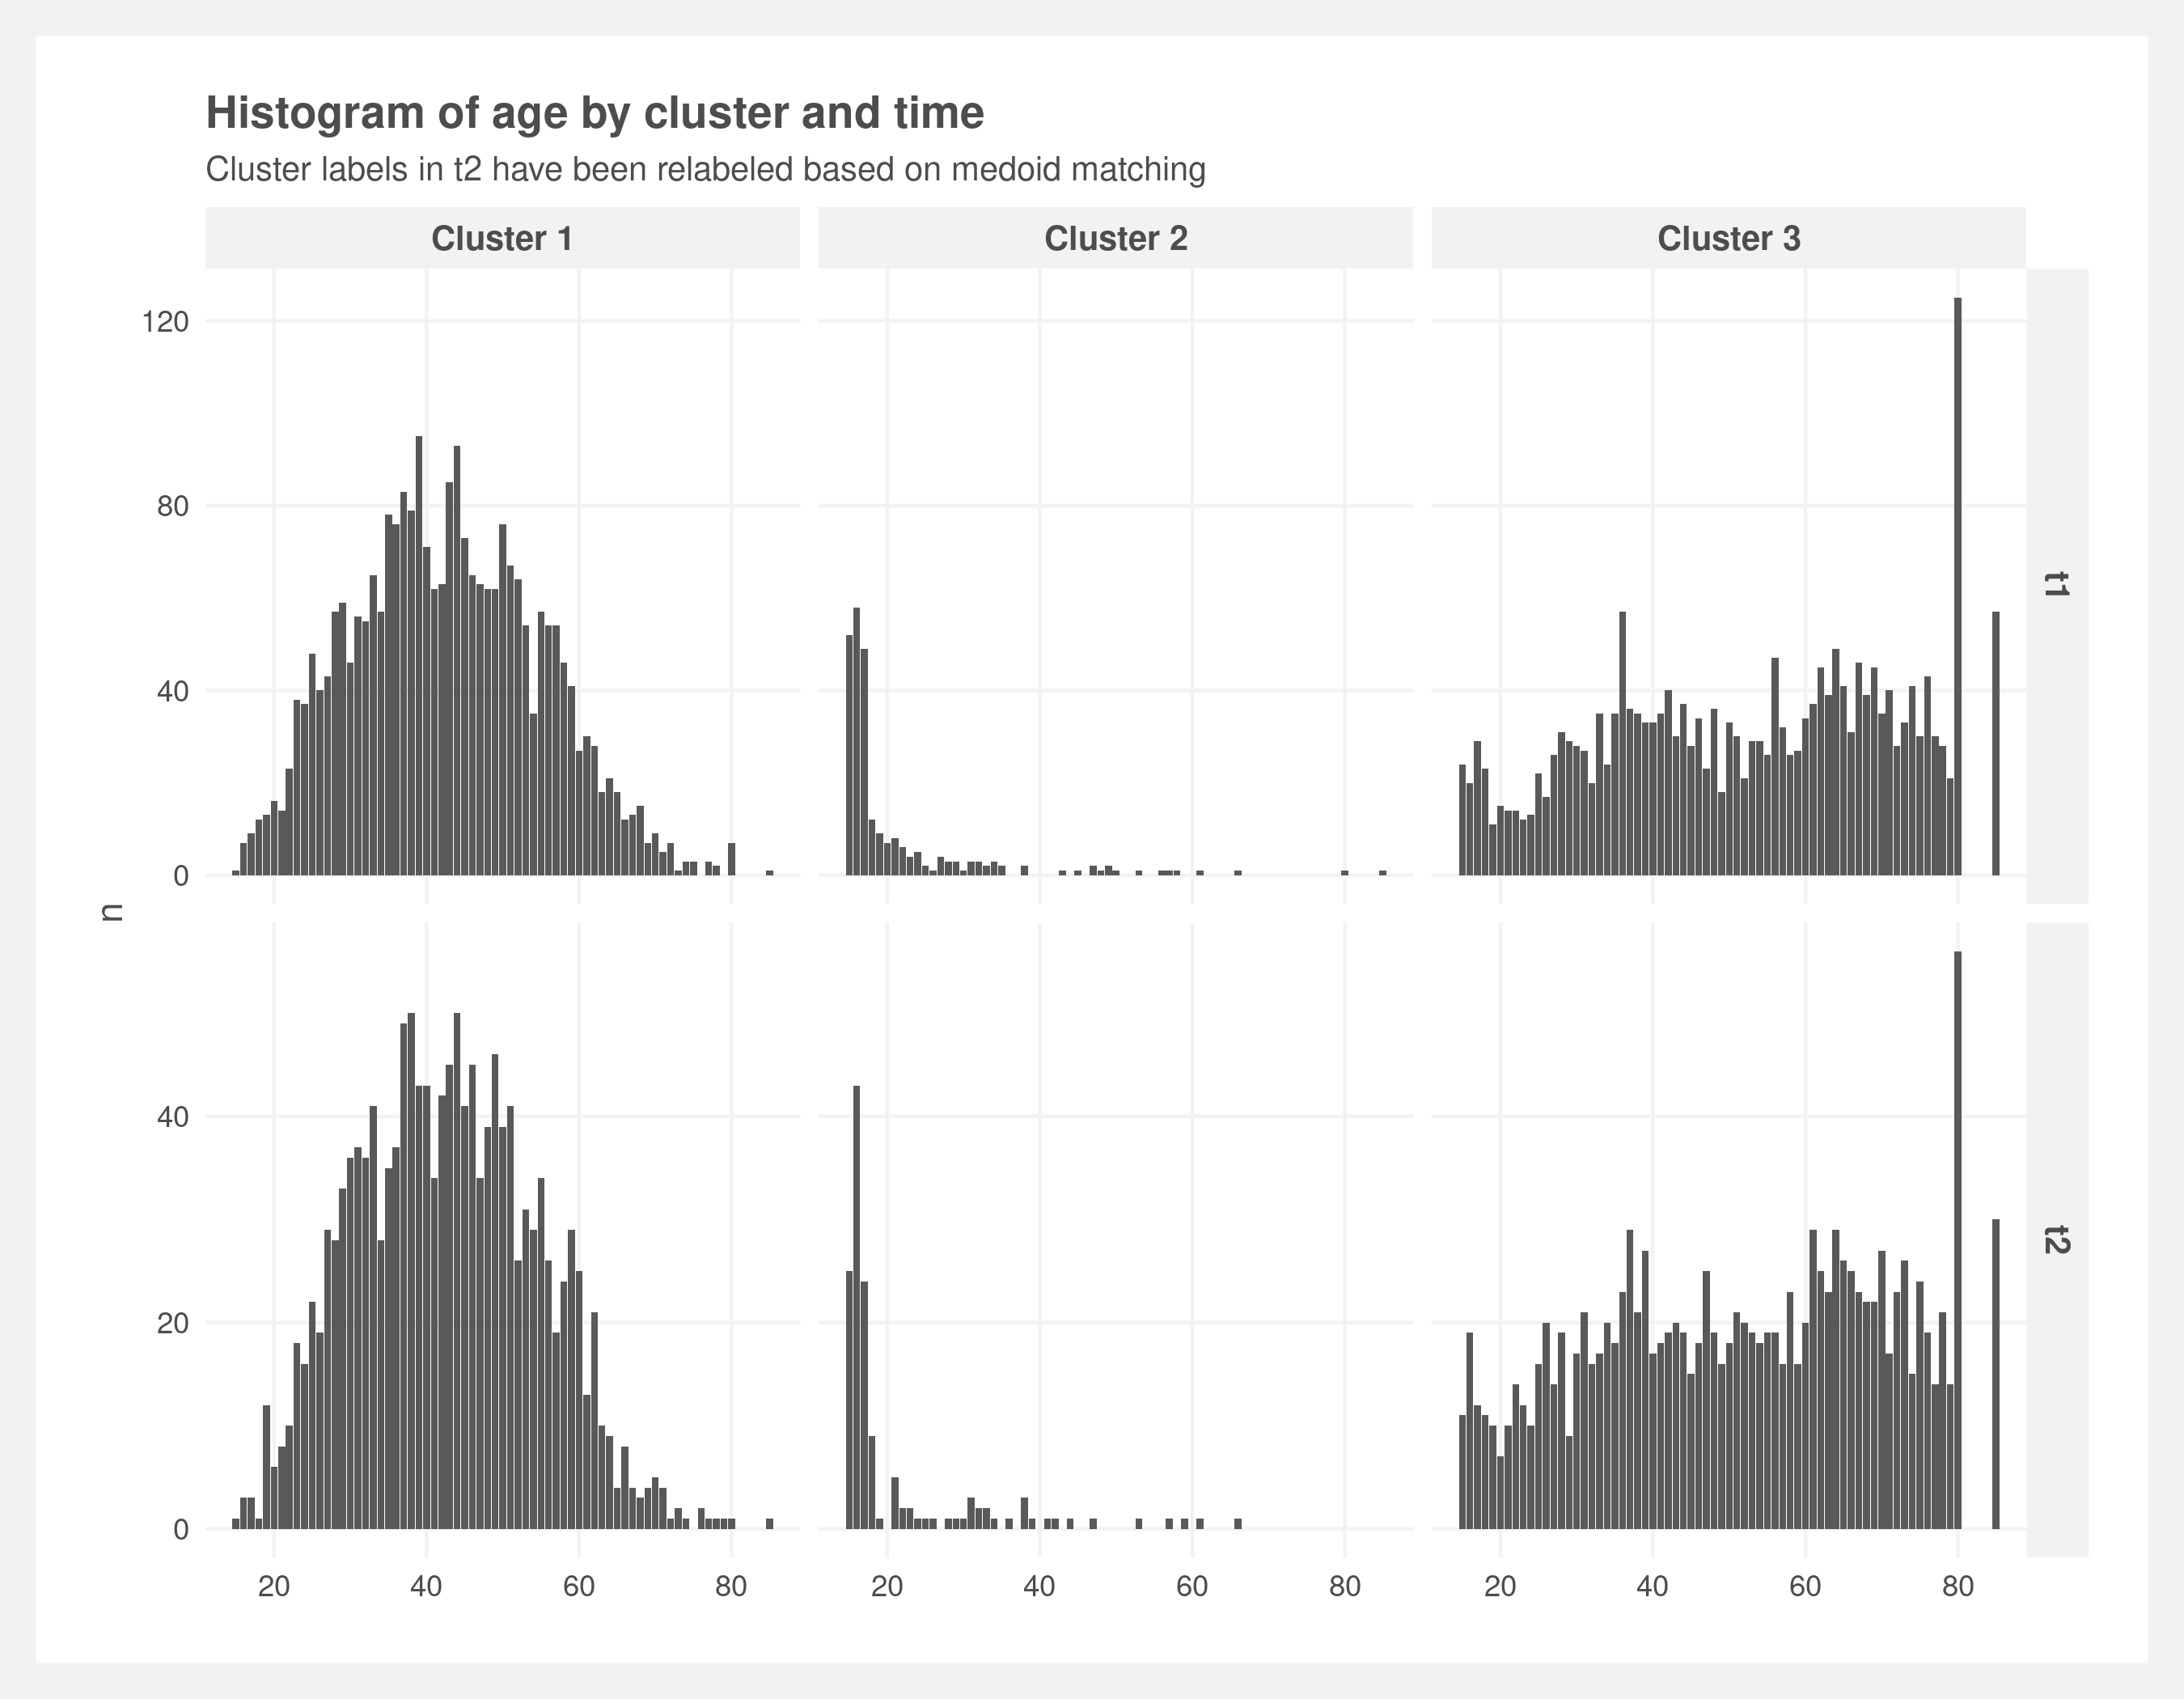 Histogram of age by cluster and time
Cluster labels in t2 have been relabeled based on medoid matching
Cluster 1 Cluster 2 Cluster 3
120
80
40
0
t1
n
40
20
0
t2
20 40 60 80 20 40 60 80 20 40 60 80